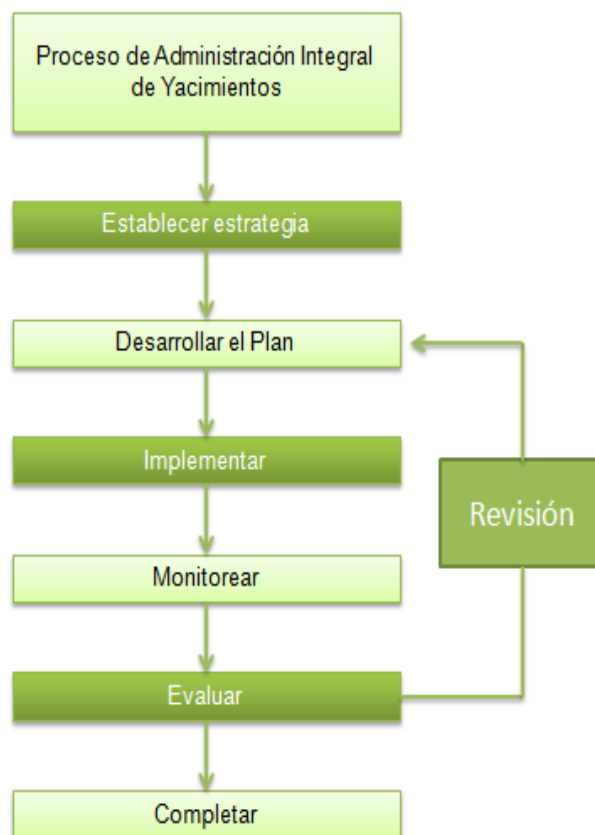 Proceso de Administración Integral
de Yacimientos
Establecer estrategia
Desarrollar el Plan
Implementar
Revisión
Monitorear
Evaluar
Completar